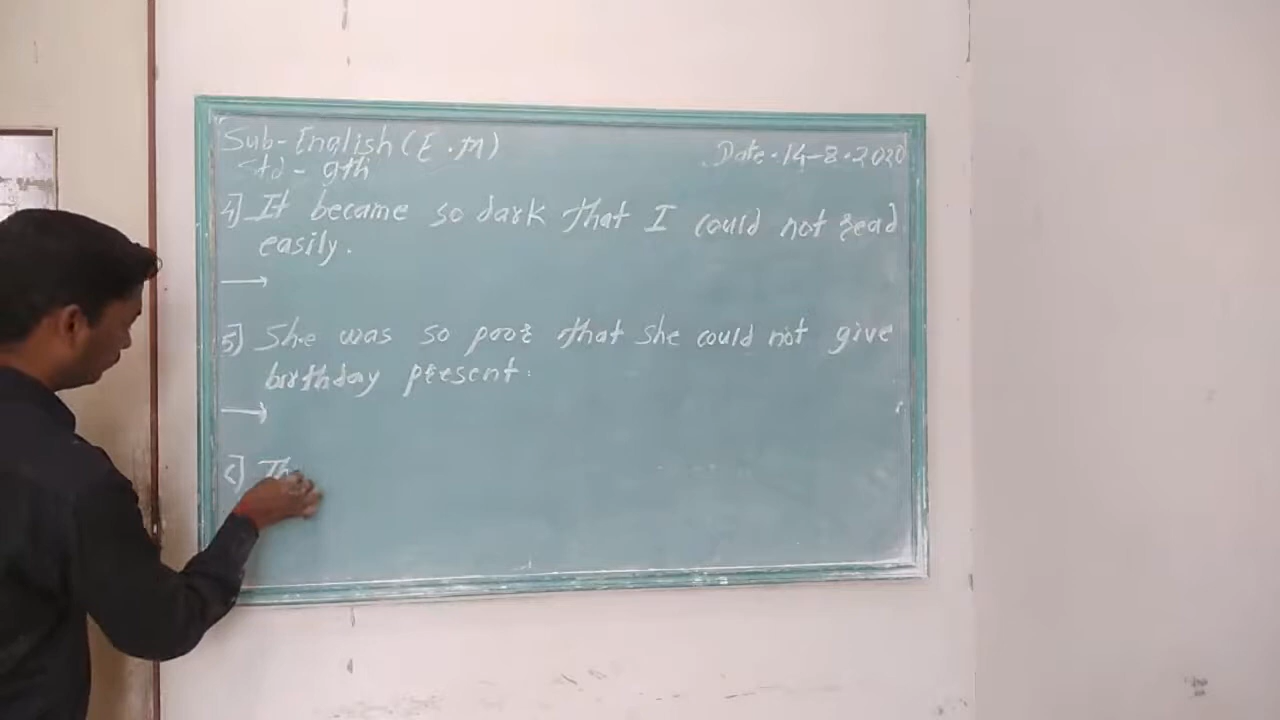 Sub-English (E.M)
Date. 14-8.2020
Std - 9th
4] It became so dark that I could not read
easily.
→
5] She was so poor that she could not give
birthday present.
→
6] Th